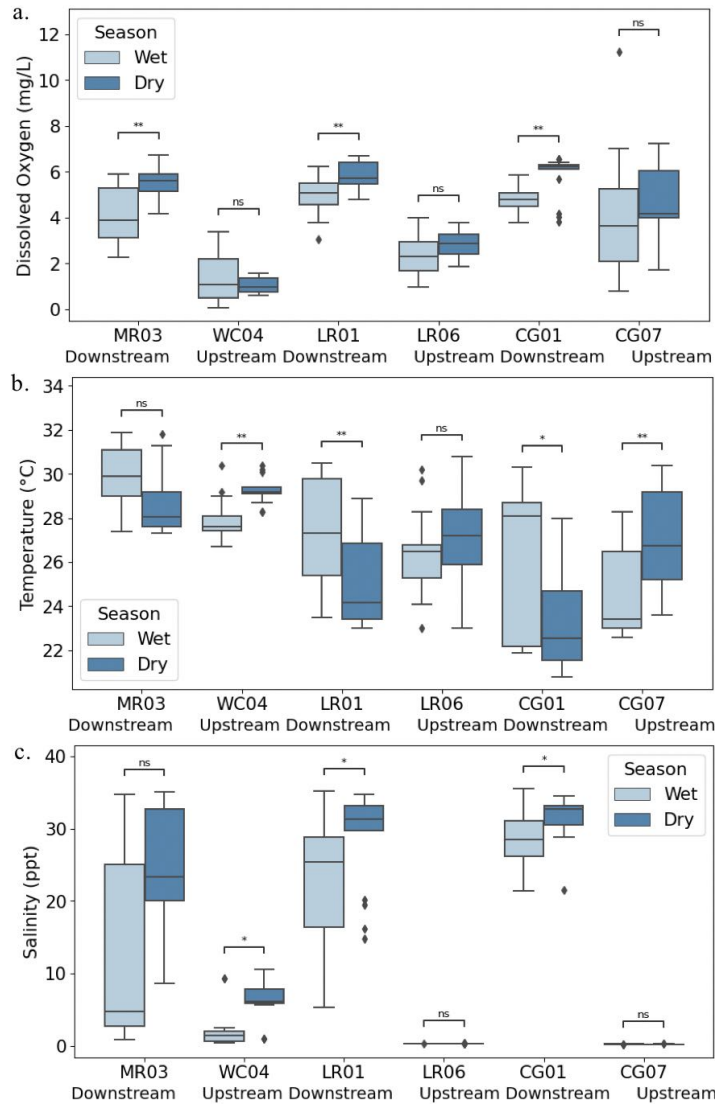 a.
Dissolved Oxygen (mg/L)
12
10
8
6
4
2
0
Season
Wet
Dry
** ns ** ns ** ns
MR03 WC04 LR01 LR06 CG01 CG07
Downstream Upstream Downstream Upstream Downstream Upstream
b.
Temperature (°C)
34
32
30
28
26
24
22
ns ** ** ns * **
Season
Wet
Dry
MR03 WC04 LR01 LR06 CG01 CG07
Downstream Upstream Downstream Upstream Downstream Upstream
c.
Salinity (ppt)
40
30
20
10
0
ns * * ns * ns
Season
Wet
Dry
MR03 WC04 LR01 LR06 CG01 CG07
Downstream Upstream Downstream Upstream Downstream Upstream